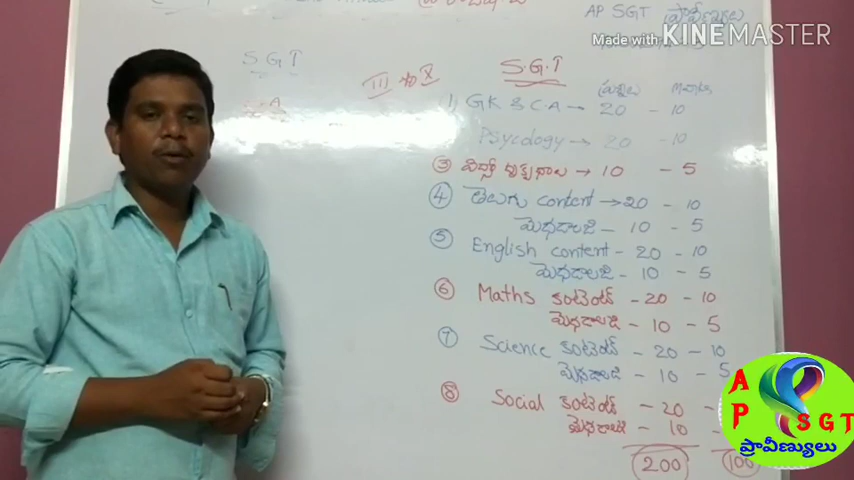 AP SGT ప్రావీణ్యులు
Made with KINEMASTER
S G T
A
III to X
S.G.T
ప్రశ్నలు మార్కులు
1) GK & CA → 20 - 10
Psycology → 20 - 10
③ విద్యా దృక్పథాలు → 10 - 5
④ తెలుగు content → 20 - 10
మెథడాలజి - 10 - 5
⑤ English content - 20 - 10
మెథడాలజి - 10 - 5
⑥ Maths కంటెంట్ - 20 - 10
మెథడాలజి - 10 - 5
⑦ Science కంటెంట్ - 20 - 10
మెథడాలజి - 10 - 5
⑧ Social కంటెంట్ - 20 -
మెథడాలజి - 10
200 100
AP SGT
ప్రావీణ్యులు